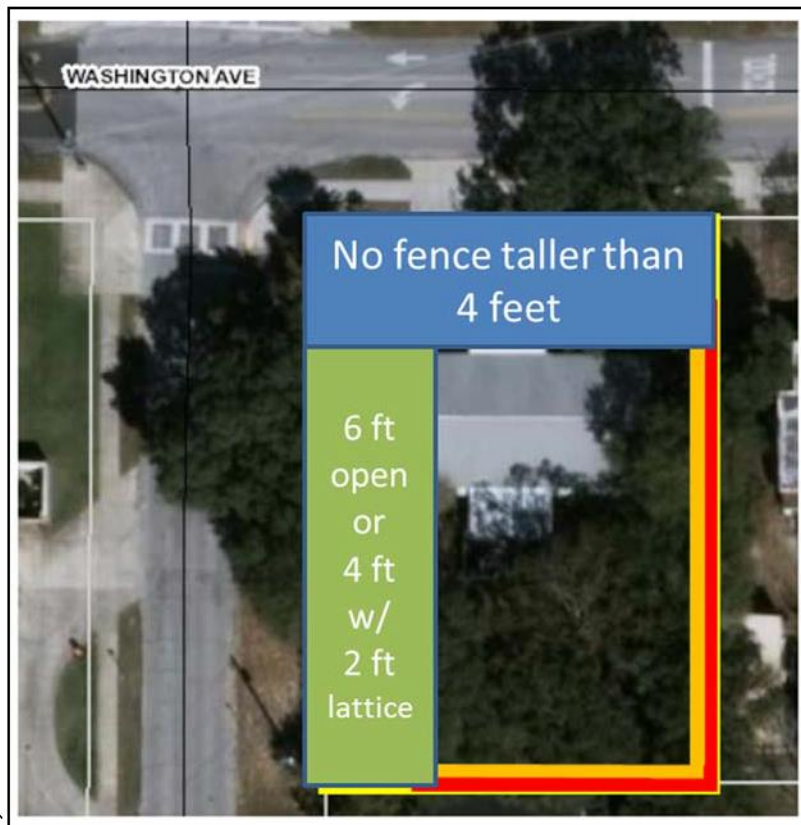 WASHINGTON AVE
No fence taller than
4 feet
6 ft
open
or
4 ft
w/
2 ft
lattice